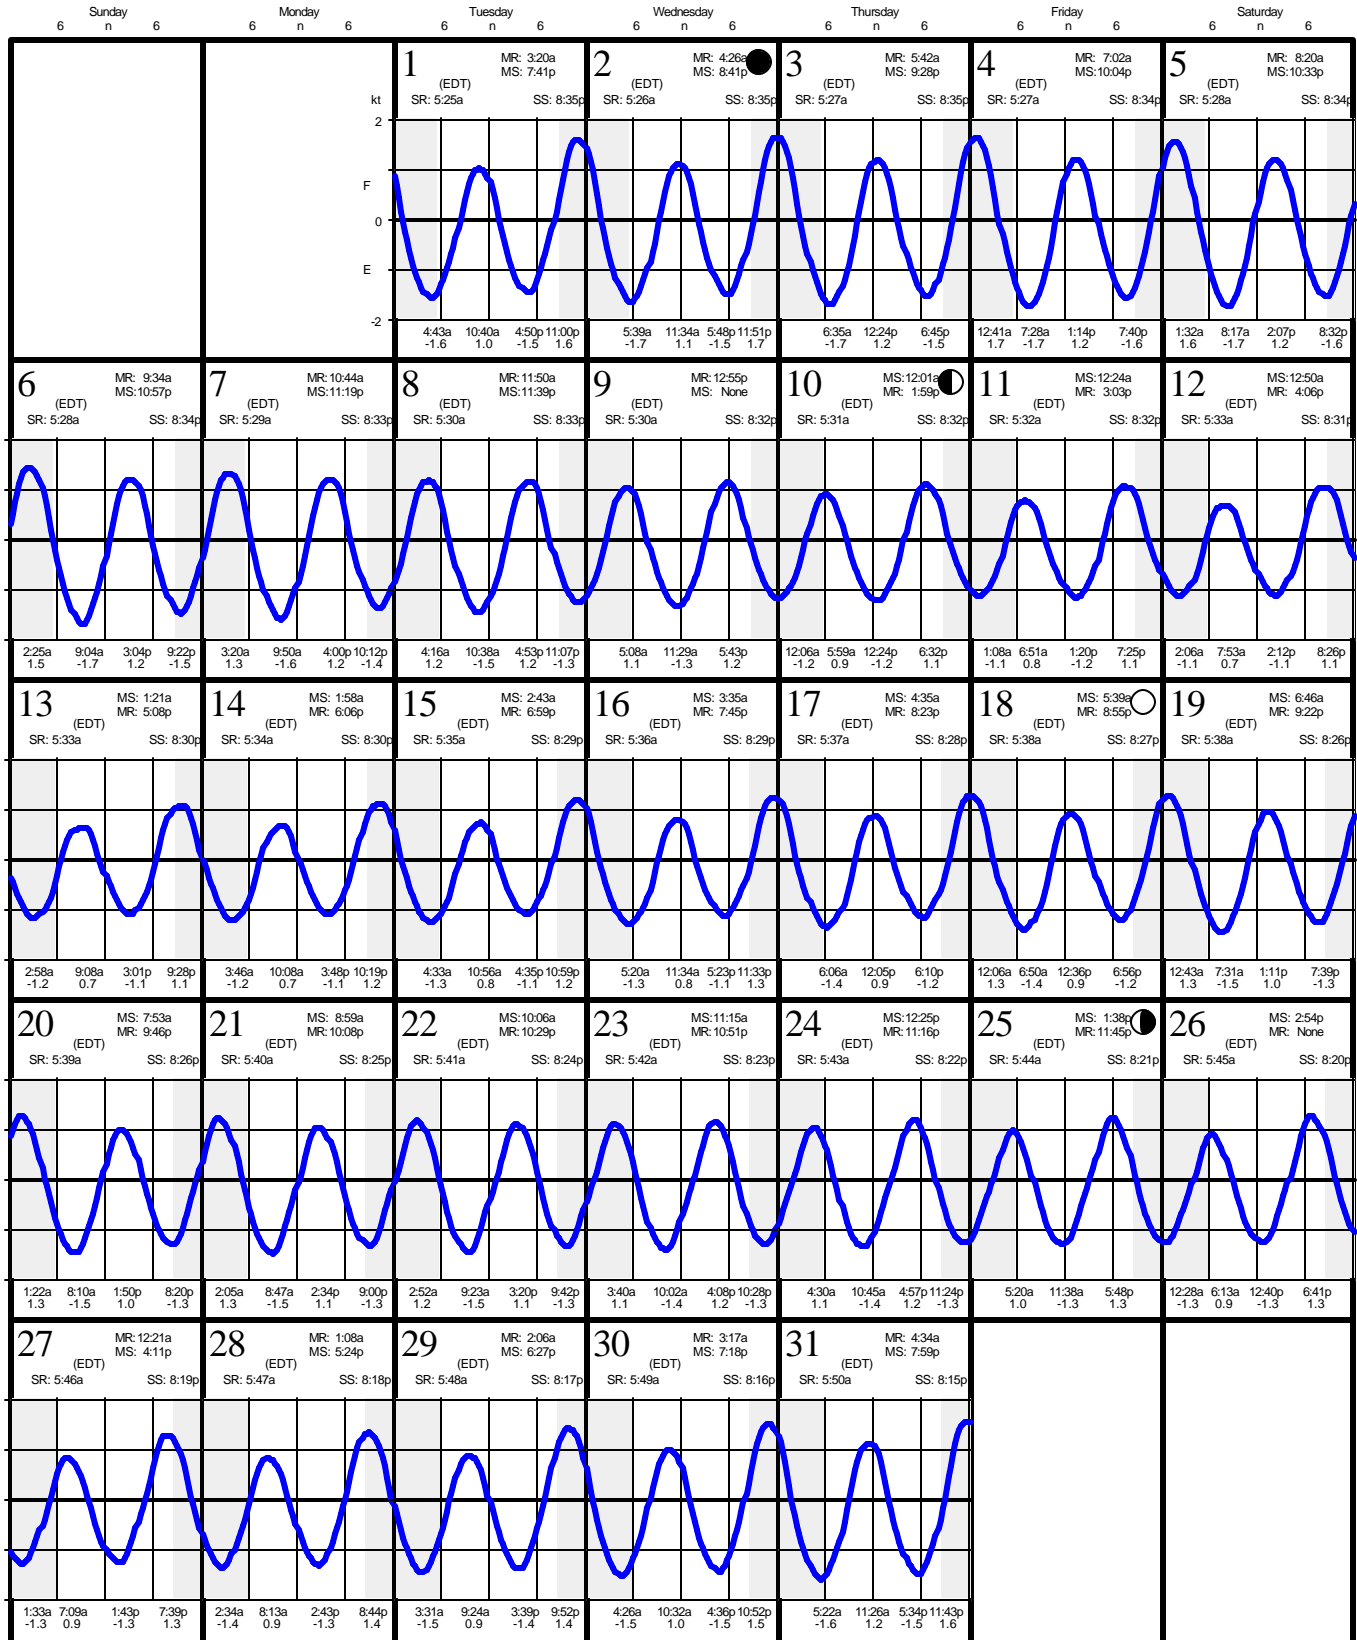 Sunday Monday Tuesday Wednesday Thursday Friday Saturday
6 n 6 6 n 6 6 n 6 6 n 6 6 n 6 6 n 6 6 n 6
1 MR: 3:20a
MS: 7:41p
(EDT)
SR: 5:25a SS: 8:35p
2 MR: 4:26a
MS: 8:41p
(EDT)
SR: 5:26a SS: 8:35p
3 MR: 5:42a
MS: 9:28p
(EDT)
SR: 5:27a SS: 8:35p
4 MR: 7:02a
MS:10:04p
(EDT)
SR: 5:27a SS: 8:34p
5 MR: 8:20a
MS:10:33p
(EDT)
SR: 5:28a SS: 8:34p
kt
2
F
0
E
-2
4:43a 10:40a 4:50p 11:00p
-1.6 1.0 -1.5 1.6
5:39a 11:34a 5:48p 11:51p
-1.7 1.1 -1.5 1.7
6:35a 12:24p 6:45p
-1.7 1.2 -1.5
12:41a 7:28a 1:14p 7:40p
1.7 -1.7 1.2 -1.6
1:32a 8:17a 2:07p 8:32p
1.6 -1.7 1.2 -1.6
6 MR: 9:34a
MS:10:57p
(EDT)
SR: 5:28a SS: 8:34p
7 MR:10:44a
MS:11:19p
(EDT)
SR: 5:29a SS: 8:33p
8 MR:11:50a
MS:11:39p
(EDT)
SR: 5:30a SS: 8:33p
9 MR:12:55p
MS: None
(EDT)
SR: 5:30a SS: 8:32p
10 MS:12:01a
MR: 1:59p
(EDT)
SR: 5:31a SS: 8:32p
11 MS:12:24a
MR: 3:03p
(EDT)
SR: 5:32a SS: 8:32p
12 MS:12:50a
MR: 4:06p
(EDT)
SR: 5:33a SS: 8:31p
2:25a 9:04a 3:04p 9:22p
1.5 -1.7 1.2 -1.5
3:20a 9:50a 4:00p 10:12p
1.3 -1.6 1.2 -1.4
4:16a 10:38a 4:53p 11:07p
1.2 -1.5 1.2 -1.3
5:08a 11:29a 5:43p
1.1 -1.3 1.2
12:06a 5:59a 12:24p 6:32p
-1.2 0.9 -1.2 1.1
1:08a 6:51a 1:20p 7:25p
-1.1 0.8 -1.2 1.1
2:06a 7:53a 2:12p 8:26p
-1.1 0.7 -1.1 1.1
13 MS: 1:21a
MR: 5:08p
(EDT)
SR: 5:33a SS: 8:30p
14 MS: 1:58a
MR: 6:06p
(EDT)
SR: 5:34a SS: 8:30p
15 MS: 2:43a
MR: 6:59p
(EDT)
SR: 5:35a SS: 8:29p
16 MS: 3:35a
MR: 7:45p
(EDT)
SR: 5:36a SS: 8:29p
17 MS: 4:35a
MR: 8:23p
(EDT)
SR: 5:37a SS: 8:28p
18 MS: 5:39a
MR: 8:55p
(EDT)
SR: 5:38a SS: 8:27p
19 MS: 6:46a
MR: 9:22p
(EDT)
SR: 5:38a SS: 8:26p
2:58a 9:08a 3:01p 9:28p
-1.2 0.7 -1.1 1.1
3:46a 10:08a 3:48p 10:19p
-1.2 0.7 -1.1 1.2
4:33a 10:56a 4:35p 10:59p
-1.3 0.8 -1.1 1.2
5:20a 11:34a 5:23p 11:33p
-1.3 0.8 -1.1 1.3
6:06a 12:05p 6:10p
-1.4 0.9 -1.2
12:06a 6:50a 12:36p 6:56p
1.3 -1.4 0.9 -1.2
12:43a 7:31a 1:11p 7:39p
1.3 -1.5 1.0 -1.3
20 MS: 7:53a
MR: 9:46p
(EDT)
SR: 5:39a SS: 8:26p
21 MS: 8:59a
MR:10:08p
(EDT)
SR: 5:40a SS: 8:25p
22 MS:10:06a
MR:10:29p
(EDT)
SR: 5:41a SS: 8:24p
23 MS:11:15a
MR:10:51p
(EDT)
SR: 5:42a SS: 8:23p
24 MS:12:25p
MR:11:16p
(EDT)
SR: 5:43a SS: 8:22p
25 MS: 1:38p
MR:11:45p
(EDT)
SR: 5:44a SS: 8:21p
26 MS: 2:54p
MR: None
(EDT)
SR: 5:45a SS: 8:20p
1:22a 8:10a 1:50p 8:20p
1.3 -1.5 1.0 -1.3
2:05a 8:47a 2:34p 9:00p
1.3 -1.5 1.1 -1.3
2:52a 9:23a 3:20p 9:42p
1.2 -1.5 1.1 -1.3
3:40a 10:02a 4:08p 10:28p
1.1 -1.4 1.2 -1.3
4:30a 10:45a 4:57p 11:24p
1.1 -1.4 1.2 -1.3
5:20a 11:38a 5:48p
1.0 -1.3 1.3
12:28a 6:13a 12:40p 6:41p
-1.3 0.9 -1.3 1.3
27 MR:12:21a
MS: 4:11p
(EDT)
SR: 5:46a SS: 8:19p
28 MR: 1:08a
MS: 5:24p
(EDT)
SR: 5:47a SS: 8:18p
29 MR: 2:06a
MS: 6:27p
(EDT)
SR: 5:48a SS: 8:17p
30 MR: 3:17a
MS: 7:18p
(EDT)
SR: 5:49a SS: 8:16p
31 MR: 4:34a
MS: 7:59p
(EDT)
SR: 5:50a SS: 8:15p
1:33a 7:09a 1:43p 7:39p
-1.3 0.9 -1.3 1.3
2:34a 8:13a 2:43p 8:44p
-1.4 0.9 -1.3 1.4
3:31a 9:24a 3:39p 9:52p
-1.5 0.9 -1.4 1.4
4:26a 10:32a 4:36p 10:52p
-1.5 1.0 -1.5 1.5
5:22a 11:26a 5:34p 11:43p
-1.6 1.2 -1.5 1.6